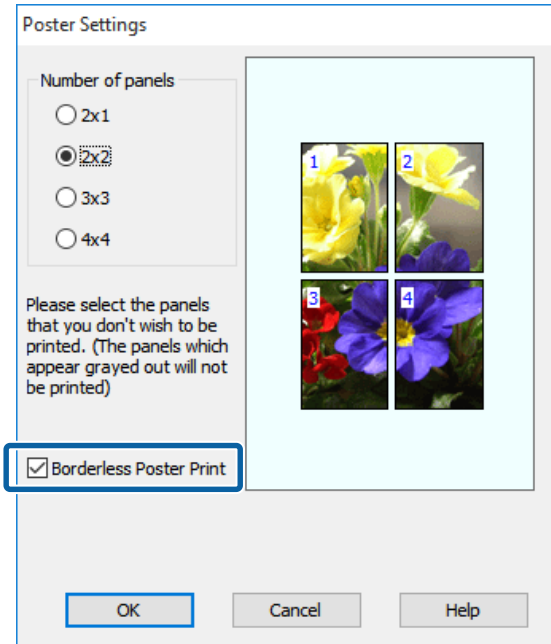 Poster Settings
Number of panels
2x1
2x2
3x3
4x4
Please select the panels
that you don't wish to be
printed. (The panels which
appear grayed out will not
be printed)
Borderless Poster Print
1
2
3
4
OK
Cancel
Help